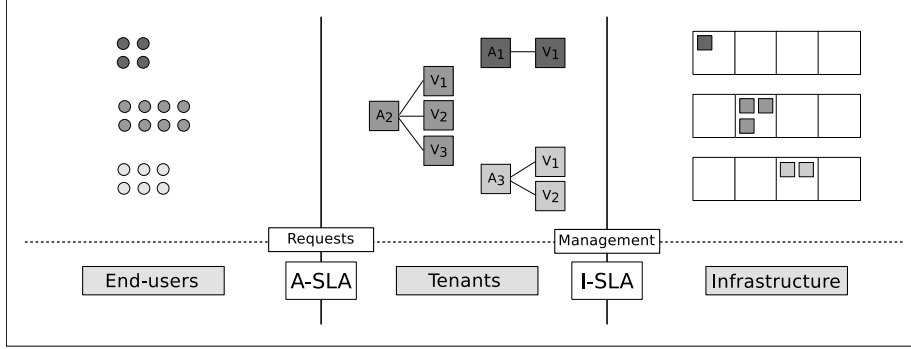 A1 V1
V1
A2 V2
V3
V1
A3
V2
Requests
Management
End-users
A-SLA
Tenants
I-SLA
Infrastructure